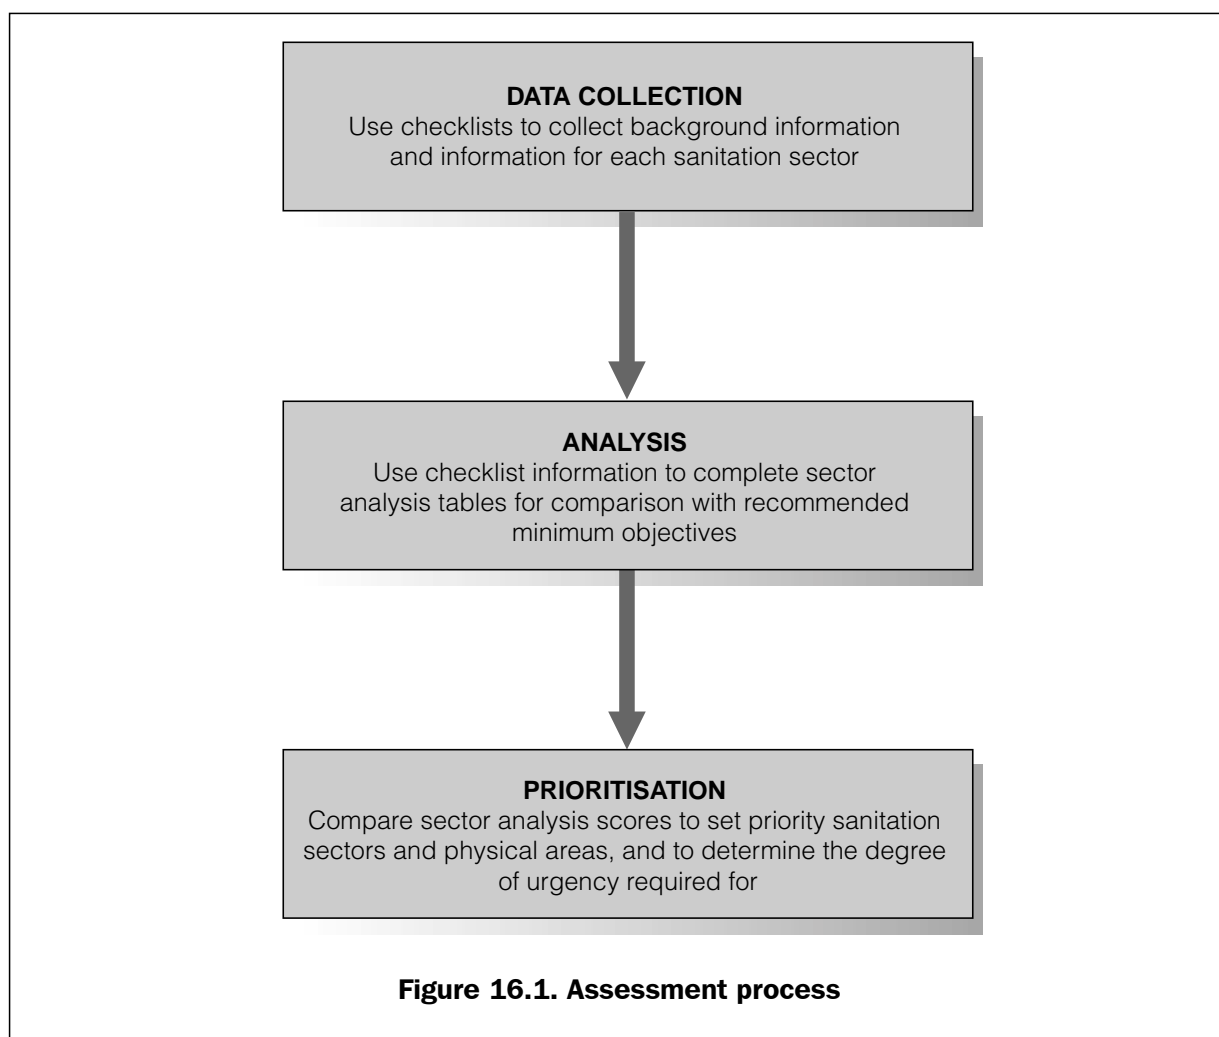 DATA COLLECTION
Use checklists to collect background information
and information for each sanitation sector
ANALYSIS
Use checklist information to complete sector
analysis tables for comparison with recommended
minimum objectives
PRIORITISATION
Compare sector analysis scores to set priority sanitation
sectors and physical areas, and to determine the degree
of urgency required for
Figure 16.1. Assessment process